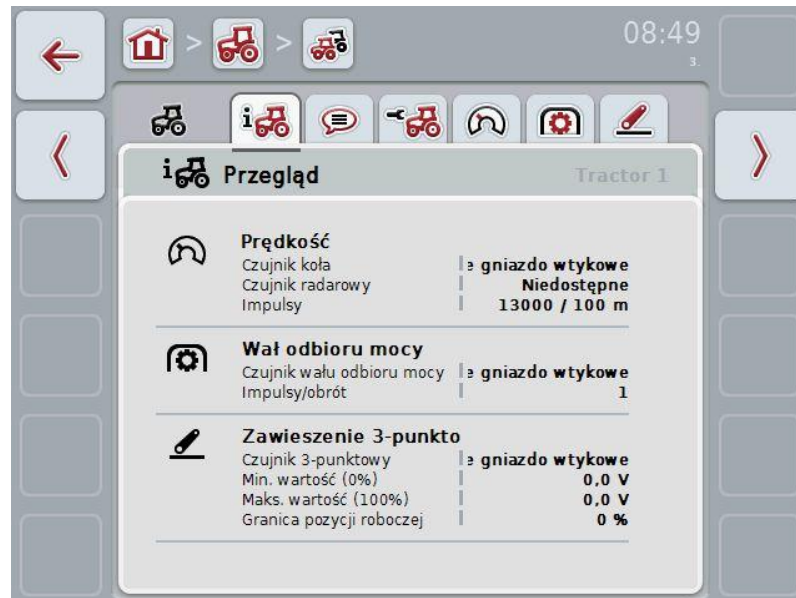 08:49
3.
Przegląd Tractor 1
Prędkość
Czujnik koła e gniazdo wtykowe
Czujnik radarowy Niedostępne
Impulsy 13000 / 100 m
Wał odbioru mocy
Czujnik wału odbioru mocy e gniazdo wtykowe
Impulsy/obrót 1
Zawieszenie 3-punkto
Czujnik 3-punktowy e gniazdo wtykowe
Min. wartość (0%) 0,0 V
Maks. wartość (100%) 0,0 V
Granica pozycji roboczej 0 %